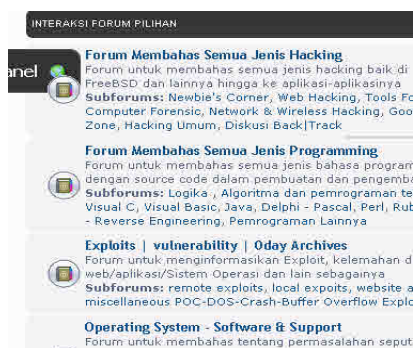 INTERAKSI FORUM PILIHAN
Forum Membahas Semua Jenis Hacking
anel
Forum untuk membahas semua jenis hacking baik di
FreeBSD dan lainnya hingga ke aplikasi-aplikasinya
Subforums: Newbie's Corner, Web Hacking, Tools Fo
Computer Forensic, Network & Wireless Hacking, Goo
Zone, Hacking Umum, Diskusi Back|Track
Forum Membahas Semua Jenis Programming
Forum untuk membahas semua jenis bahasa program
dengan source code dalam pembuatan dan pengemba
Subforums: Logika , Algoritma dan pemrograman te
Visual C, Visual Basic, Java, Delphi - Pascal, Perl, Rub
- Reverse Engineering, Pemrograman Lainnya
Exploits | vulnerability | 0day Archives
Forum untuk menginformasikan Exploit, kelemahan d
web/aplikasi/Sistem Operasi dan lain sebagainya
Subforums: remote exploits, local expoits, website a
miscellaneous POC-DOS-Crash-Buffer Overflow Explo
Operating System - Software & Support
Forum untuk membahas tentang permasalahan seput